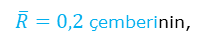 R̄ = 0,2 çemberinin,